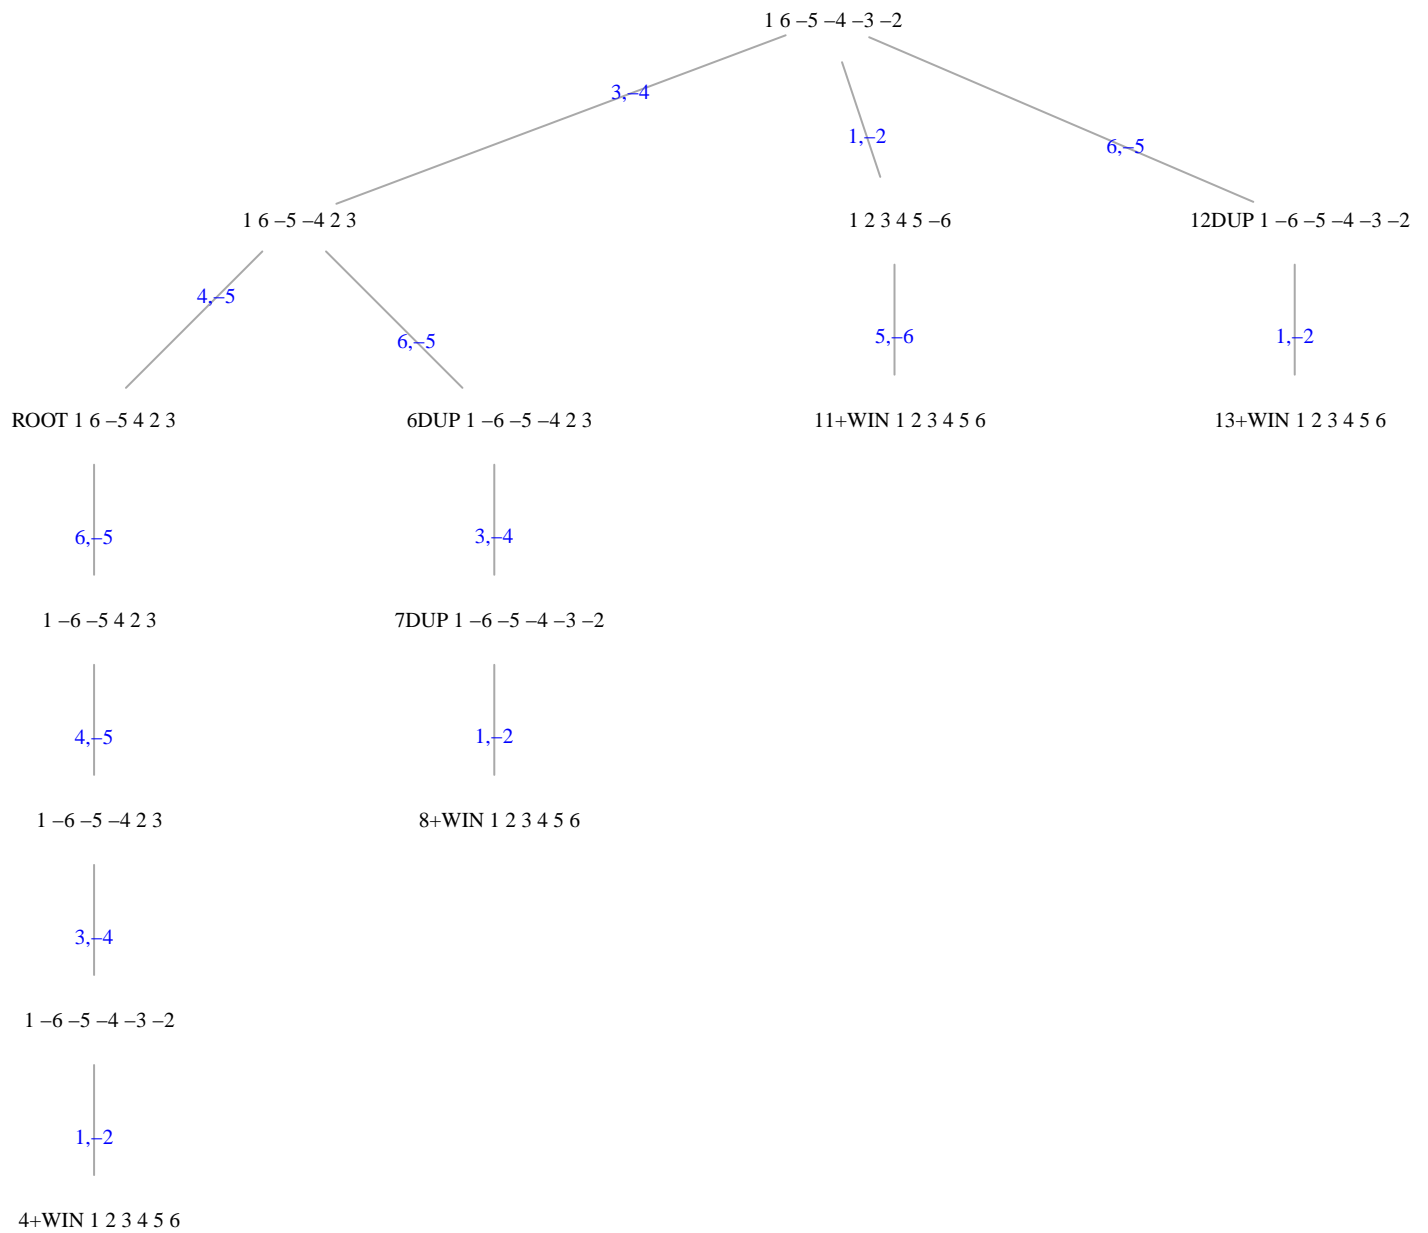 1 6 –5 –4 –3 –2
3,–4
1,–2
6,–5
1 6 –5 –4 2 3
1 2 3 4 5 –6
12DUP 1 –6 –5 –4 –3 –2
4,–5
6,–5
5,–6
1,–2
ROOT 1 6 –5 4 2 3
6DUP 1 –6 –5 –4 2 3
11+WIN 1 2 3 4 5 6
13+WIN 1 2 3 4 5 6
6,–5
3,–4
1 –6 –5 4 2 3
7DUP 1 –6 –5 –4 –3 –2
4,–5
1,–2
1 –6 –5 –4 2 3
8+WIN 1 2 3 4 5 6
3,–4
1 –6 –5 –4 –3 –2
1,–2
4+WIN 1 2 3 4 5 6